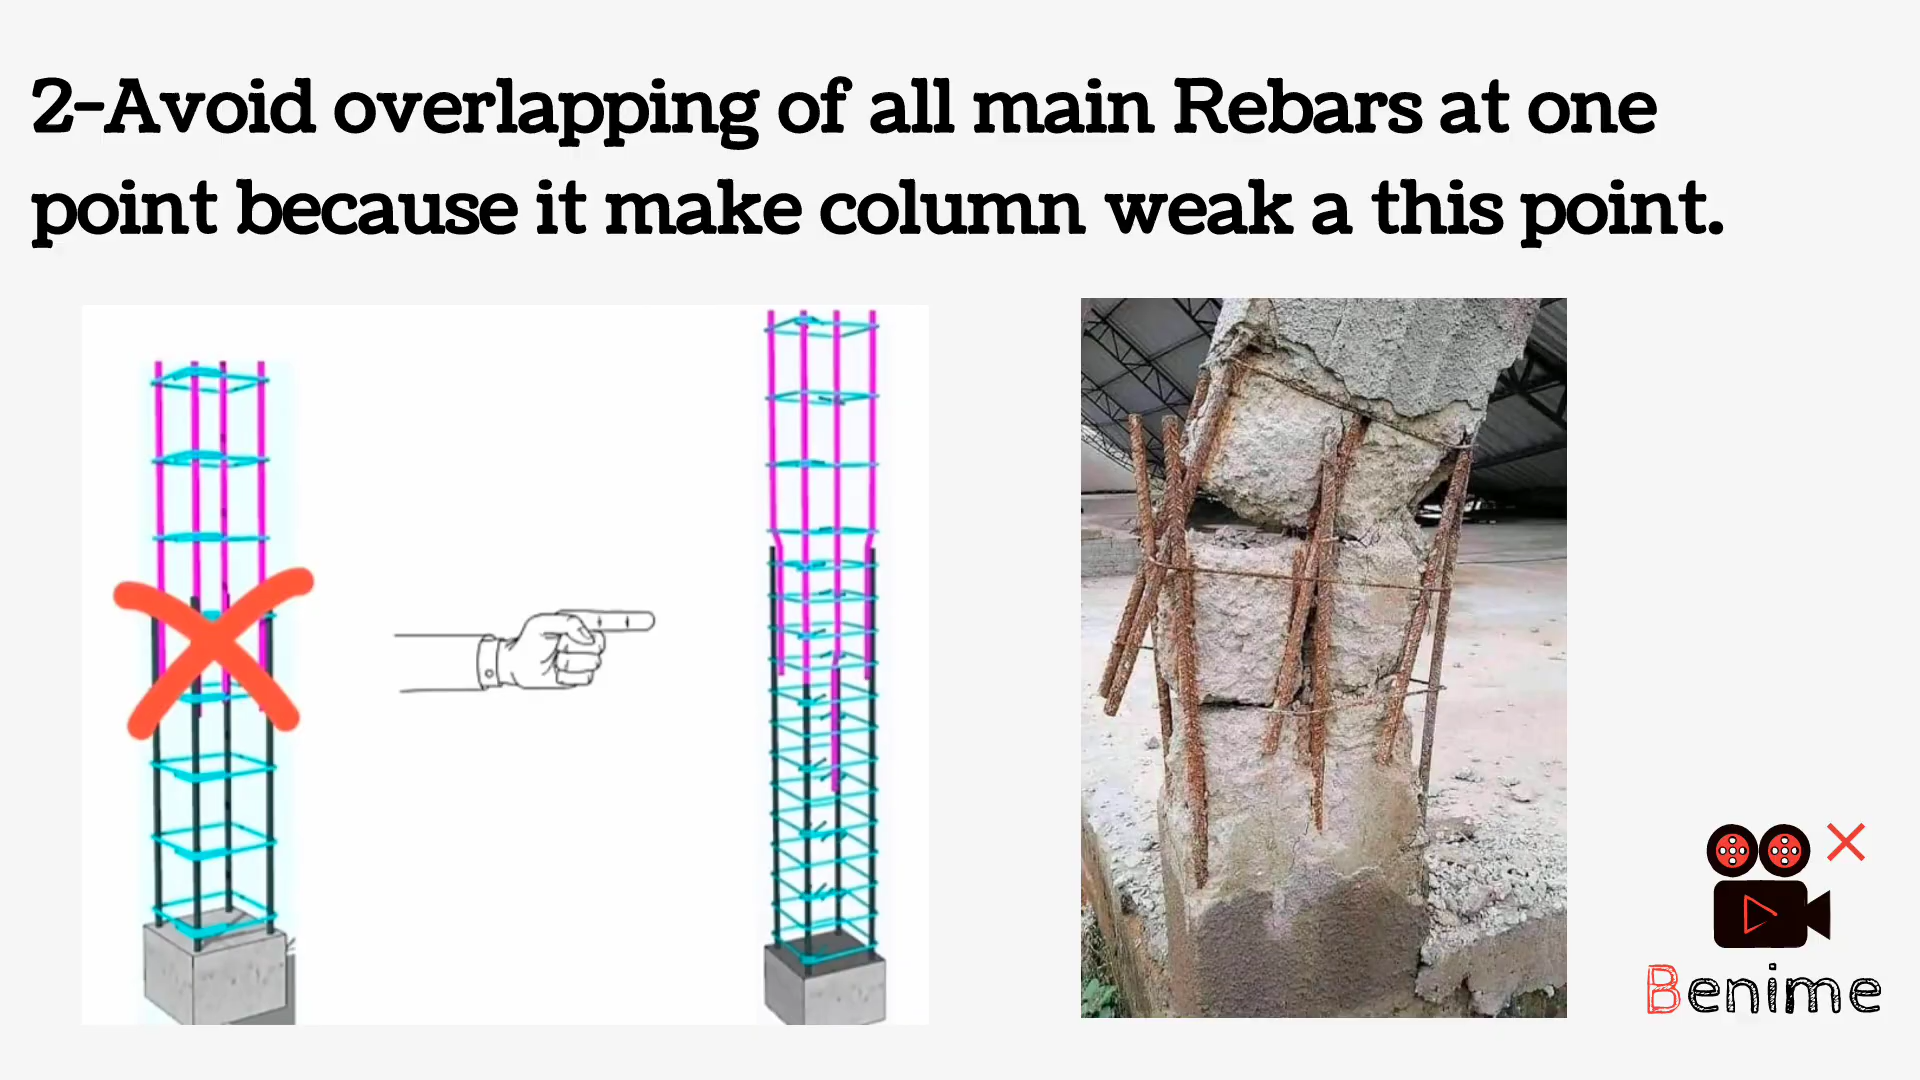 2-Avoid overlapping of all main Rebars at one
point because it make column weak a this point.
Benime